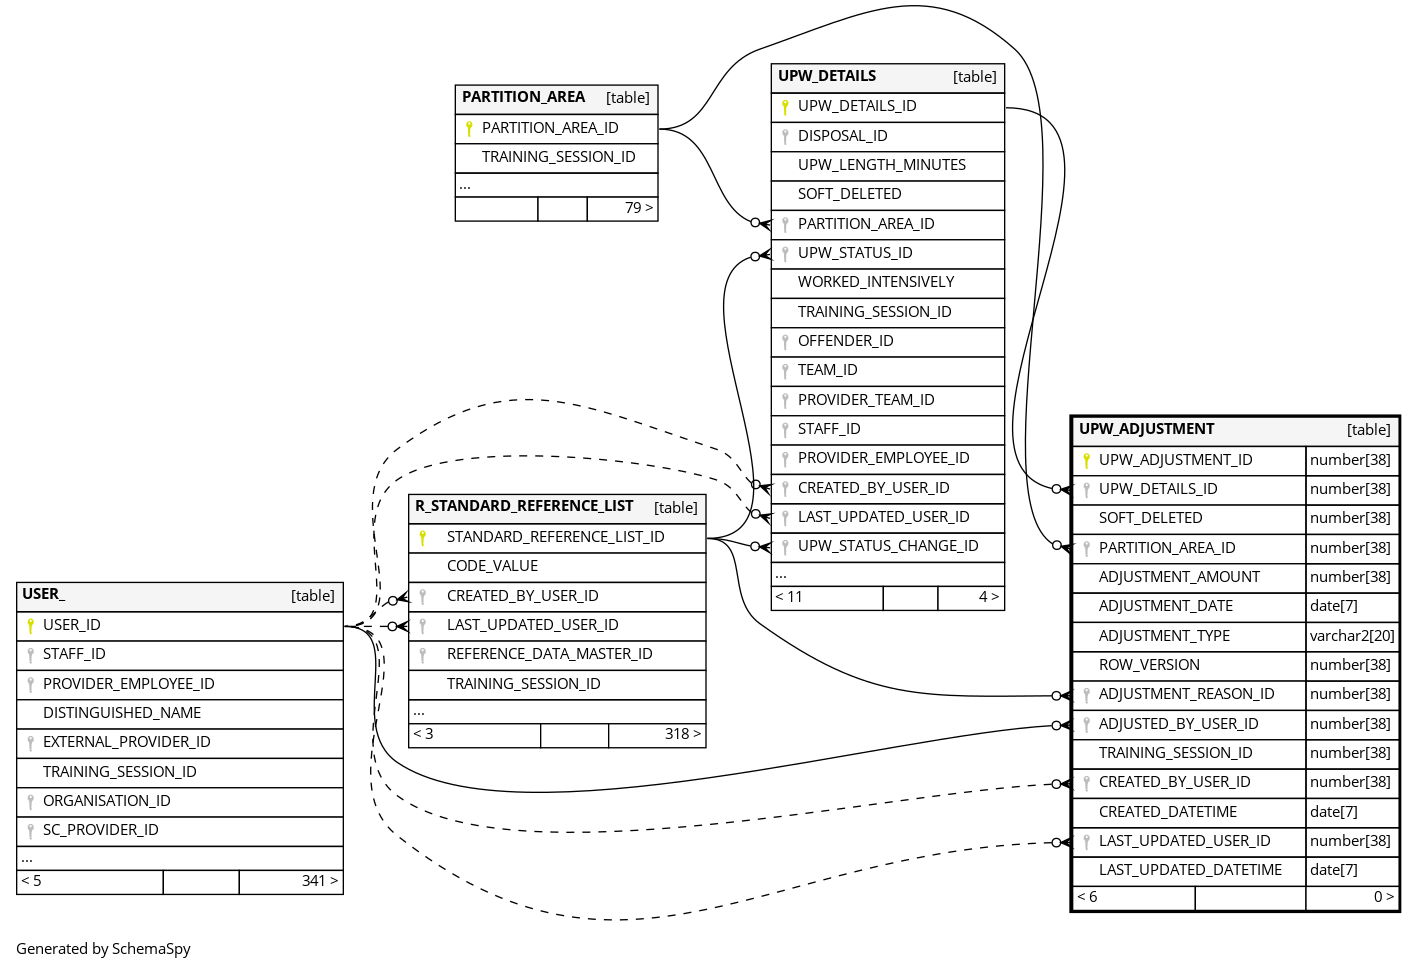 PARTITION_AREA [table]
PARTITION_AREA_ID
TRAINING_SESSION_ID
...
79 >
UPW_DETAILS [table]
UPW_DETAILS_ID
DISPOSAL_ID
UPW_LENGTH_MINUTES
SOFT_DELETED
PARTITION_AREA_ID
UPW_STATUS_ID
WORKED_INTENSIVELY
TRAINING_SESSION_ID
OFFENDER_ID
TEAM_ID
PROVIDER_TEAM_ID
STAFF_ID
PROVIDER_EMPLOYEE_ID
CREATED_BY_USER_ID
LAST_UPDATED_USER_ID
UPW_STATUS_CHANGE_ID
...
< 11 4 >
R_STANDARD_REFERENCE_LIST [table]
STANDARD_REFERENCE_LIST_ID
CODE_VALUE
CREATED_BY_USER_ID
LAST_UPDATED_USER_ID
REFERENCE_DATA_MASTER_ID
TRAINING_SESSION_ID
...
< 3 318 >
USER_ [table]
USER_ID
STAFF_ID
PROVIDER_EMPLOYEE_ID
DISTINGUISHED_NAME
EXTERNAL_PROVIDER_ID
TRAINING_SESSION_ID
ORGANISATION_ID
SC_PROVIDER_ID
...
< 5 341 >
UPW_ADJUSTMENT [table]
UPW_ADJUSTMENT_ID number[38]
UPW_DETAILS_ID number[38]
SOFT_DELETED number[38]
PARTITION_AREA_ID number[38]
ADJUSTMENT_AMOUNT number[38]
ADJUSTMENT_DATE date[7]
ADJUSTMENT_TYPE varchar2[20]
ROW_VERSION number[38]
ADJUSTMENT_REASON_ID number[38]
ADJUSTED_BY_USER_ID number[38]
TRAINING_SESSION_ID number[38]
CREATED_BY_USER_ID number[38]
CREATED_DATETIME date[7]
LAST_UPDATED_USER_ID number[38]
LAST_UPDATED_DATETIME date[7]
< 6 0 >
Generated by SchemaSpy